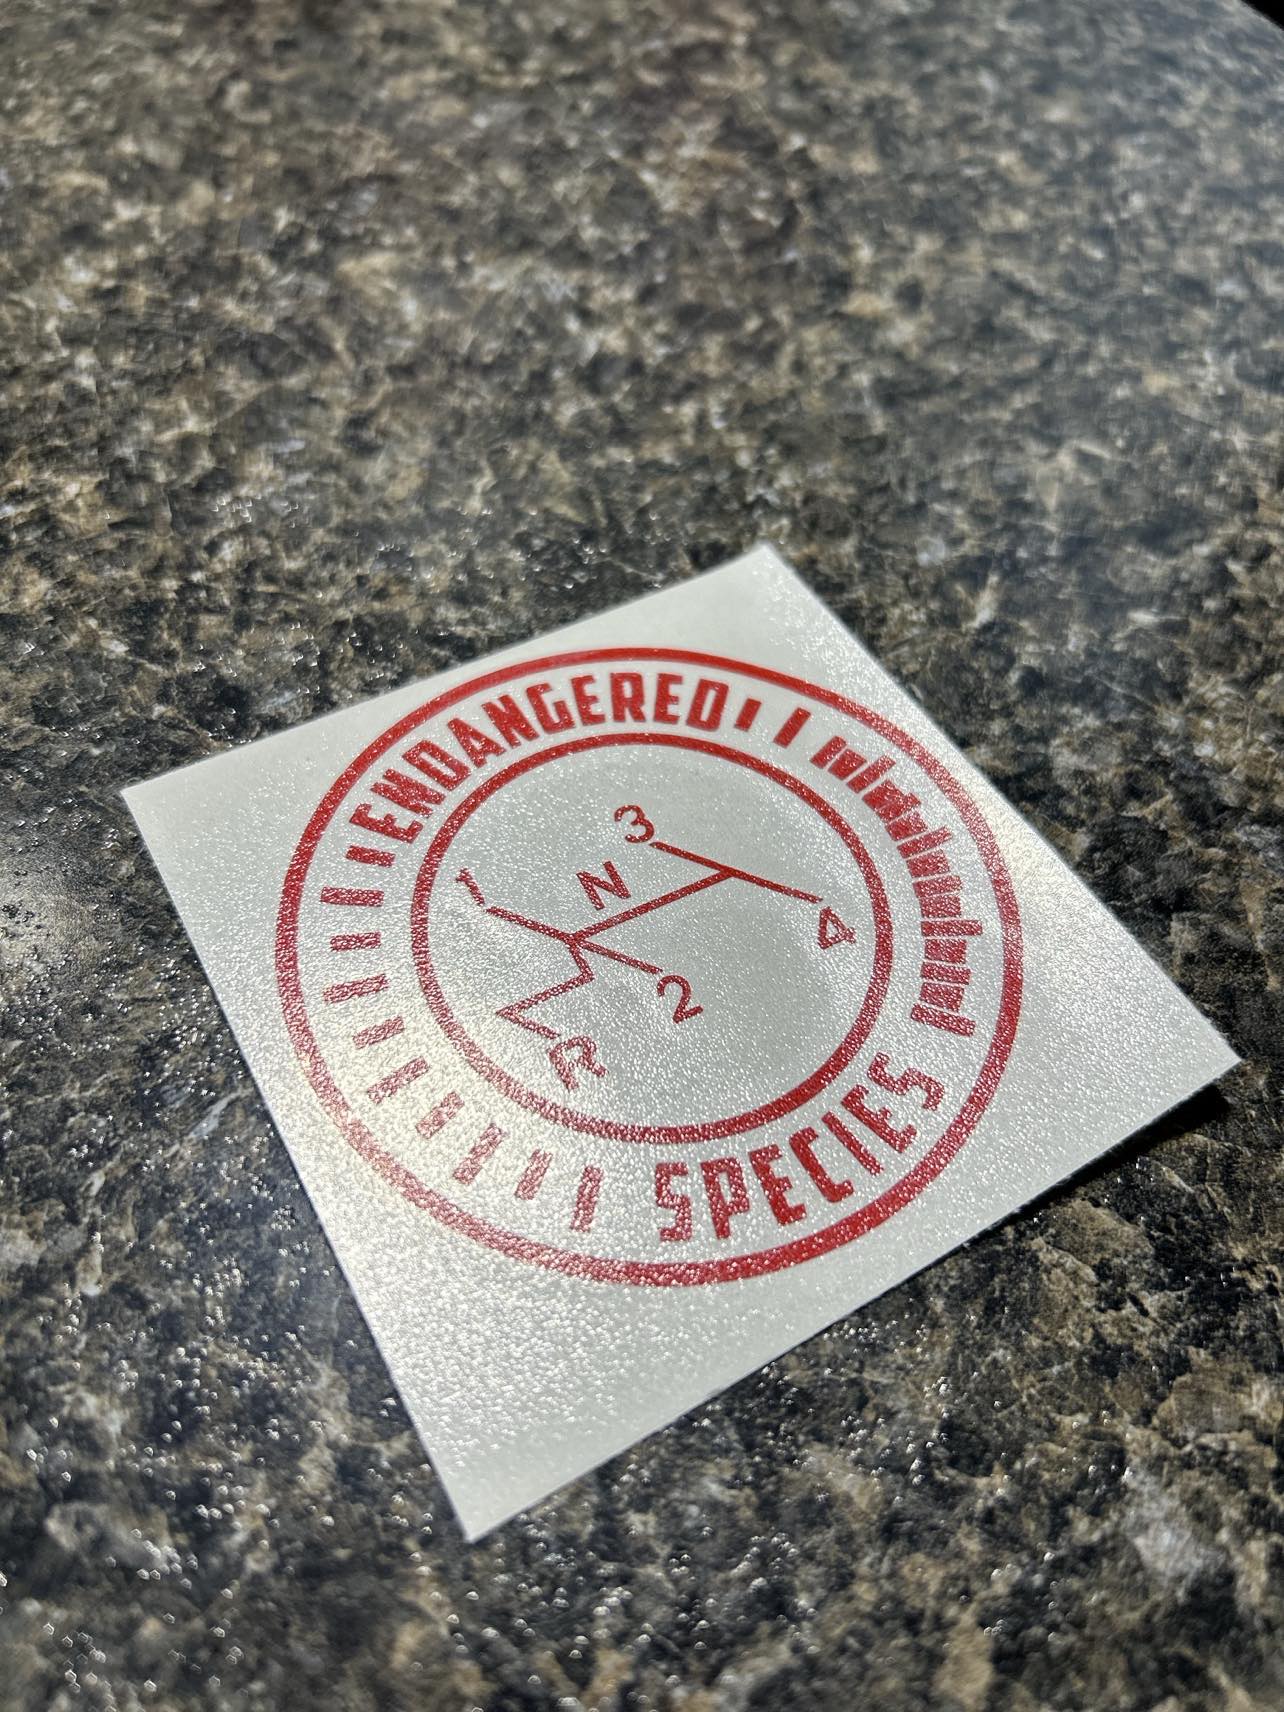 ENDANGERED
3
1 N
4
2
R
SPECIES